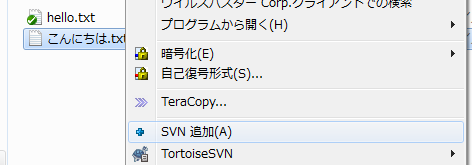 ウイルスバスター Corp.クライアントでの検索
hello.txt
プログラムから開く(H)
こんにちは.txt
暗号化(E)
自己復号形式(S)...
TeraCopy...
SVN 追加(A)
TortoiseSVN